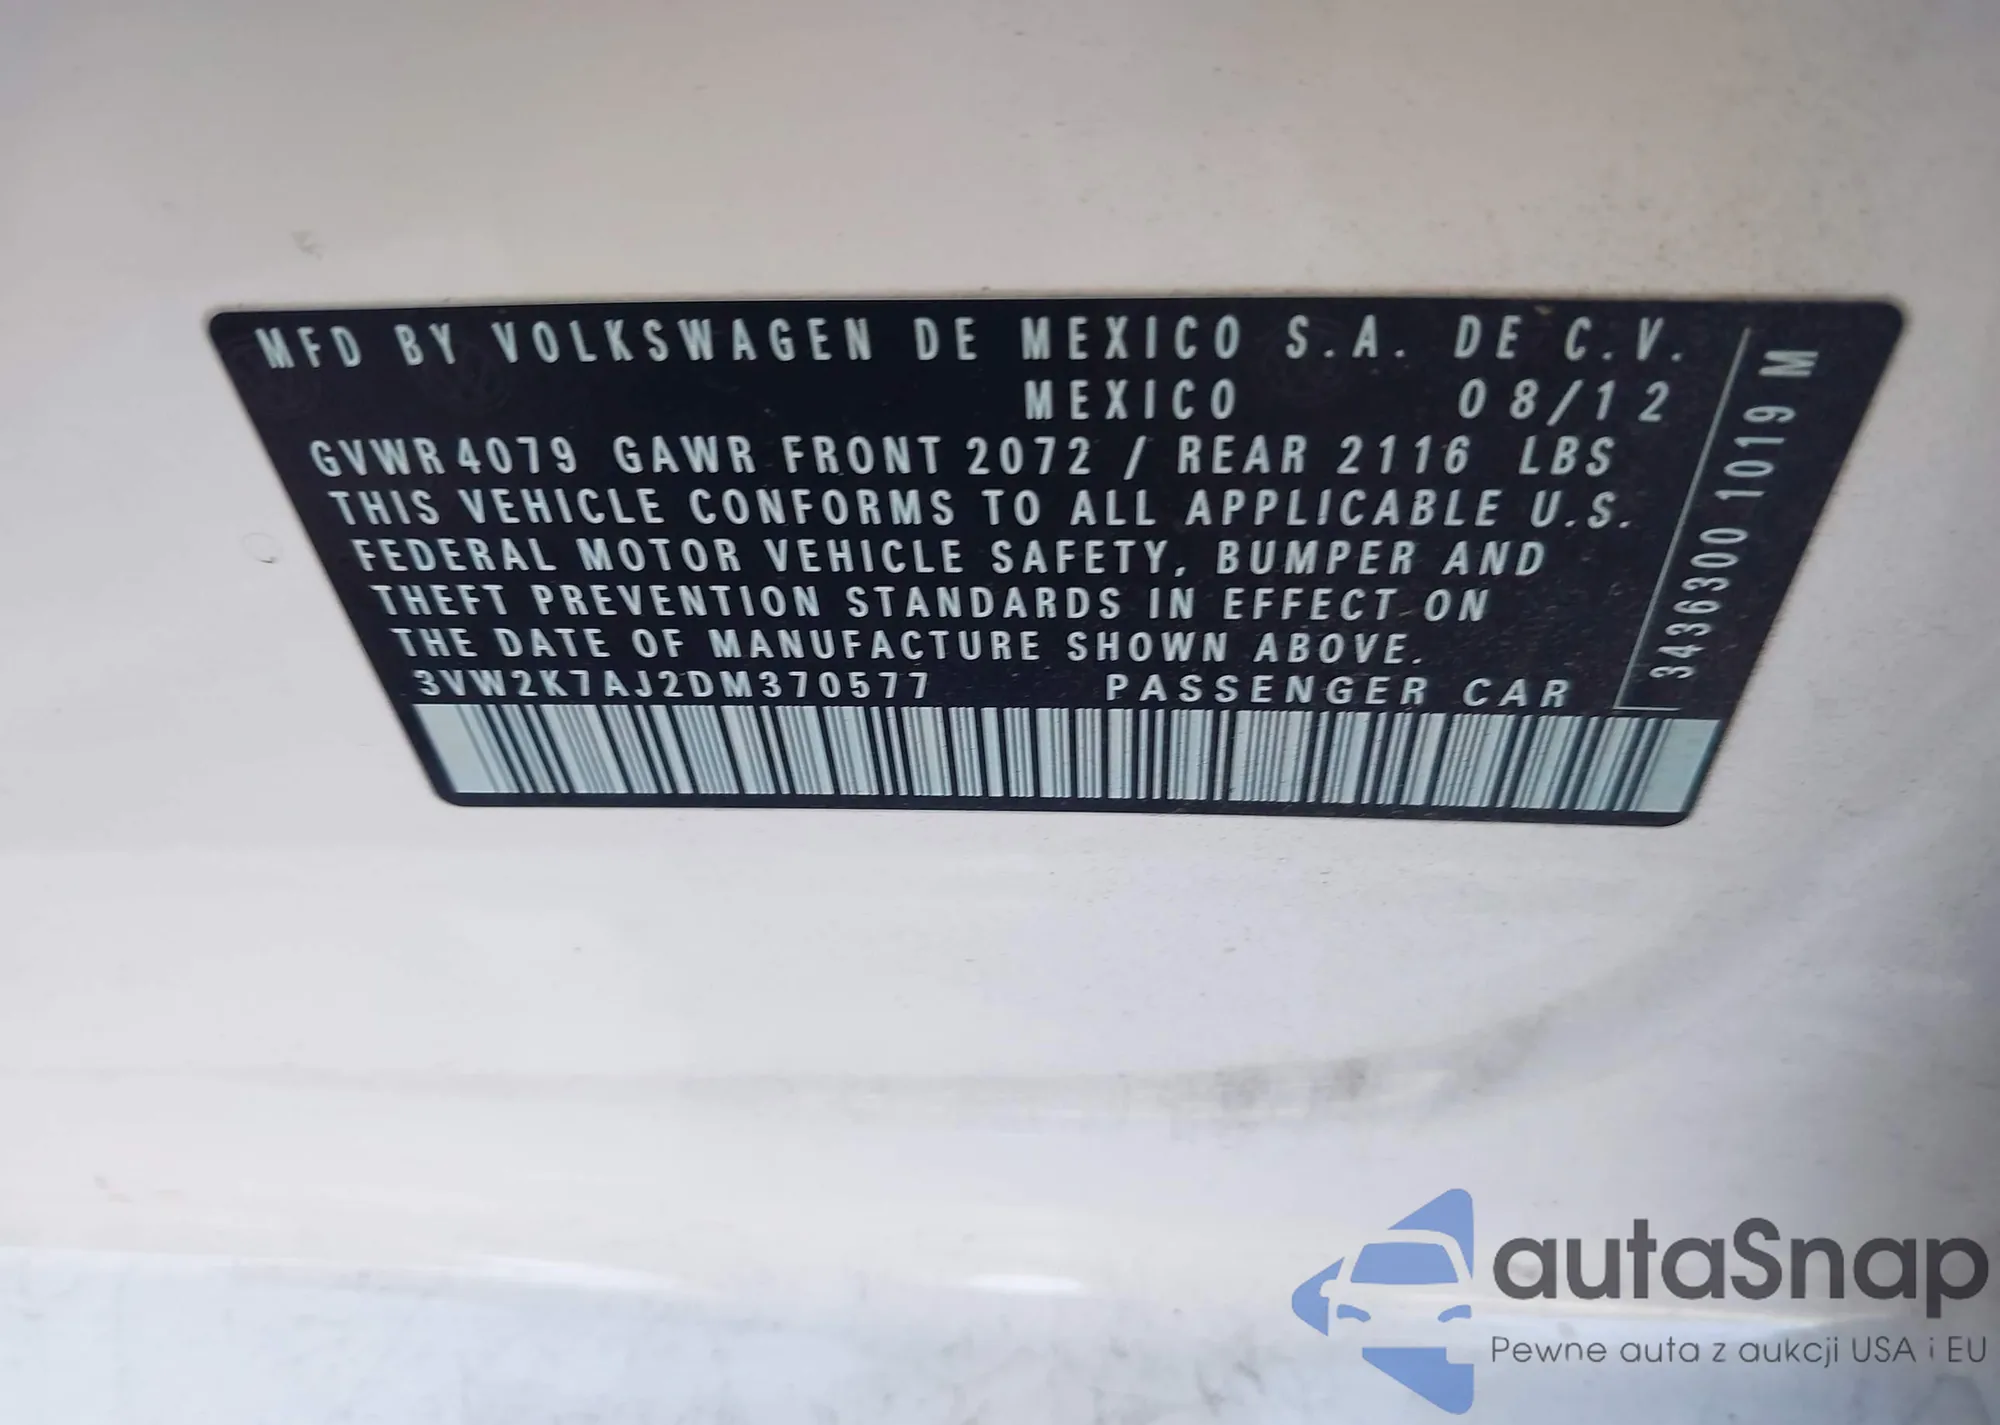 MFD BY VOLKSWAGEN DE MEXICO S.A. DE C.V.
MEXICO 08/12
GVWR 4079 GAWR FRONT 2072 / REAR 2116 LBS
THIS VEHICLE CONFORMS TO ALL APPLICABLE U.S.
FEDERAL MOTOR VEHICLE SAFETY, BUMPER AND
THEFT PREVENTION STANDARDS IN EFFECT ON
THE DATE OF MANUFACTURE SHOWN ABOVE.
3VW2K7AJ2DM370577 PASSENGER CAR
3436300 1019 M
autaSnap
Pewne auta z aukcji USA i EU